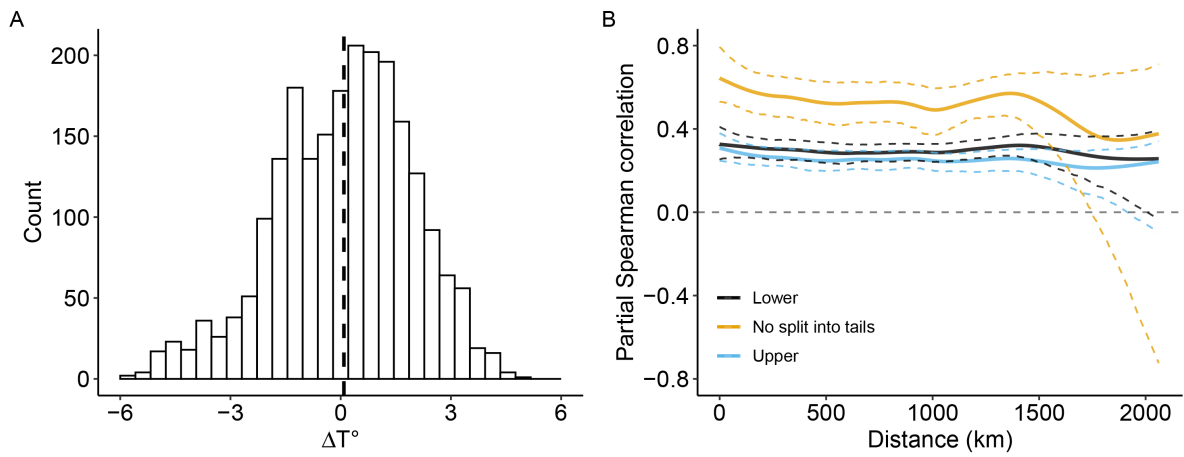 A
Count
200
150
100
50
0
−6 −3 0 3 6
ΔT°
B
Partial Spearman correlation
0.8
0.4
0.0
−0.4
−0.8
Lower
No split into tails
Upper
0 500 1000 1500 2000
Distance (km)